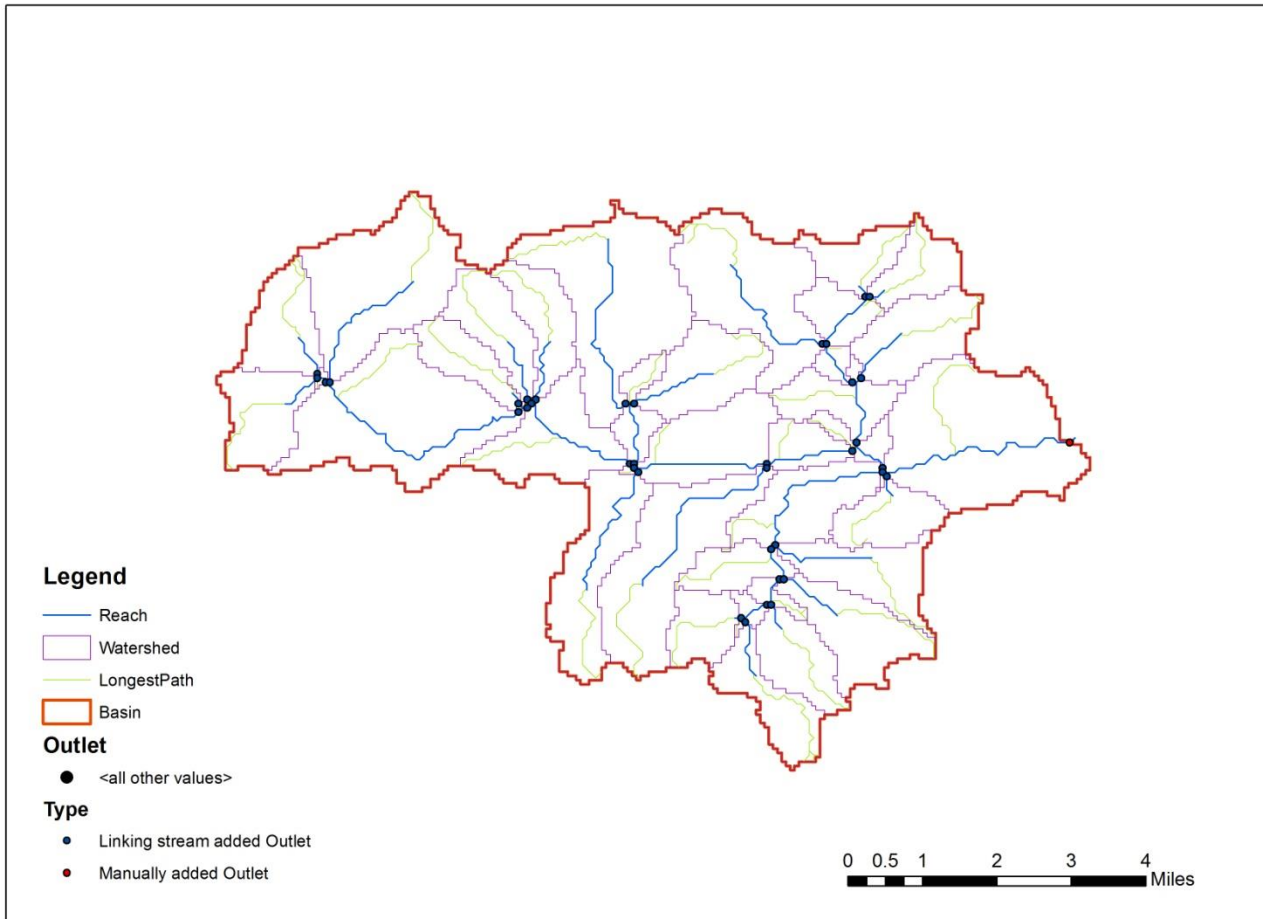 Legend
Reach
Watershed
LongestPath
Basin
Outlet
<all other values>
Type
Linking stream added Outlet
Manually added Outlet
0 0.5 1 2 3 4
Miles